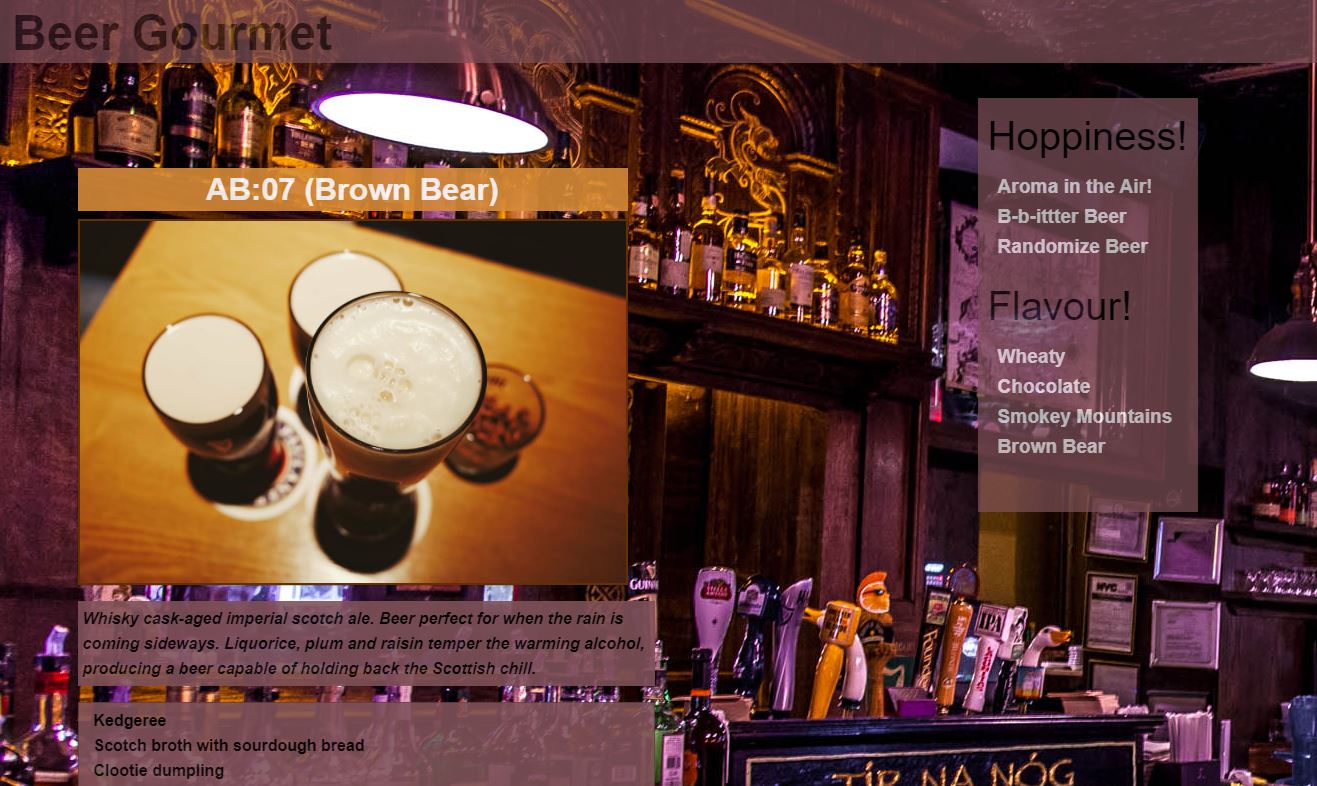 Beer Gourmet
AB:07 (Brown Bear)
Whisky cask-aged imperial scotch ale. Beer perfect for when the rain is
coming sideways. Liquorice, plum and raisin temper the warming alcohol,
producing a beer capable of holding back the Scottish chill.
Kedgeree
Scotch broth with sourdough bread
Clootie dumpling
Hoppiness!
Aroma in the Air!
B-b-ittter Beer
Randomize Beer
Flavour!
Wheaty
Chocolate
Smokey Mountains
Brown Bear
NYC
IPA
TÍR NA NÓG